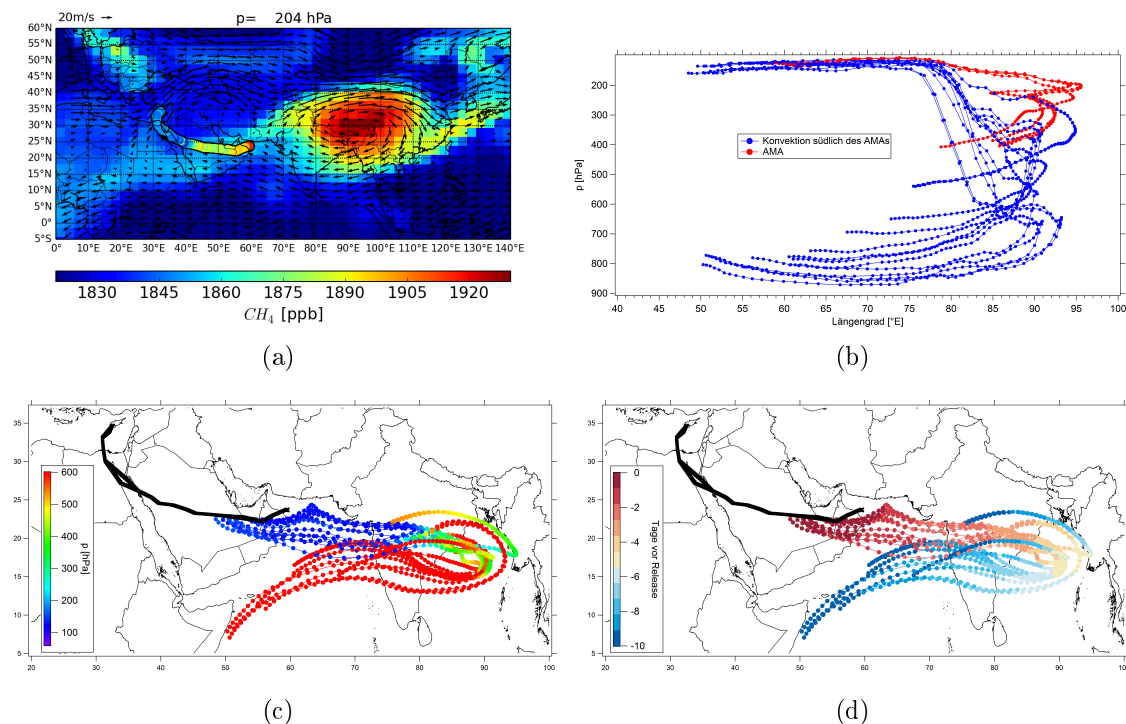 20m/s
p= 204 hPa
60°N
55°N
50°N
45°N
40°N
35°N
30°N
25°N
20°N
15°N
10°N
5°N
0°
5°S
0° 10°E 20°E 30°E 40°E 50°E 60°E 70°E 80°E 90°E 100°E 110°E 120°E 130°E 140°E
1830 1845 1860 1875 1890 1905 1920
CH4 [ppb]
(a)
200
300
400
500
600
700
800
900
p [hPa]
Konvektion südlich des AMAs
AMA
40 45 50 55 60 65 70 75 80 85 90 95 100
Längengrad [°E]
(b)
35
30
25
20
15
10
5
600
500
400
300
200
100
p [hPa]
20 30 40 50 60 70 80 90 100
(c)
35
30
25
20
15
10
5
0
-2
-4
-6
-8
-10
Tage vor Release
20 30 40 50 60 70 80 90 100
(d)